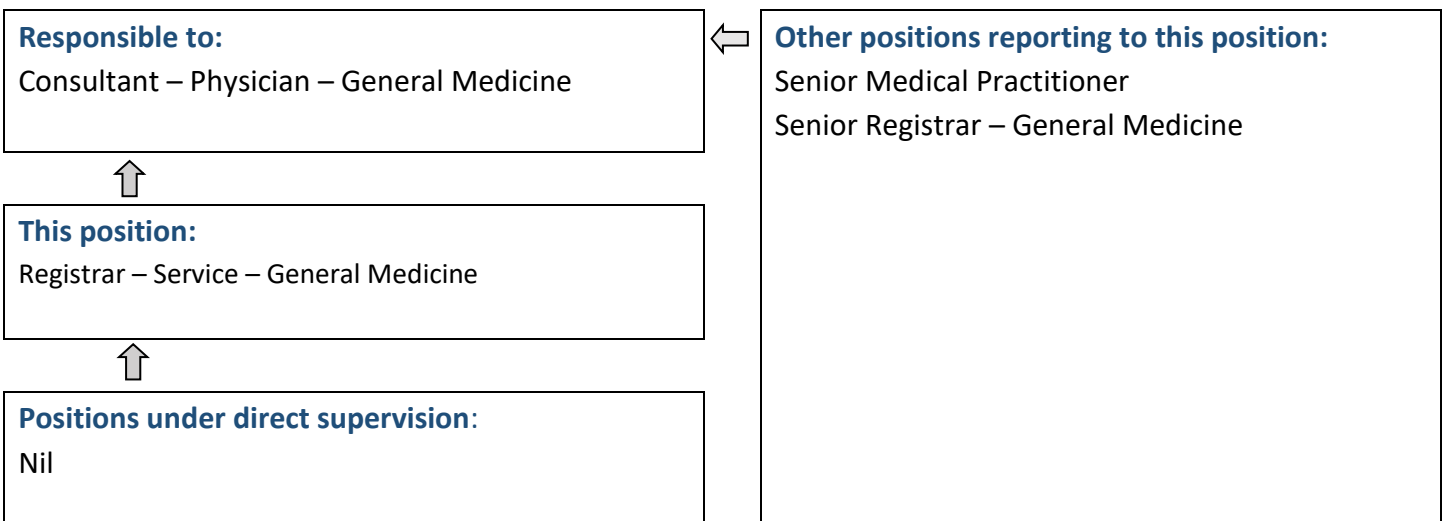 Responsible to:
Consultant – Physician – General Medicine
Other positions reporting to this position:
Senior Medical Practitioner
Senior Registrar – General Medicine
This position:
Registrar – Service – General Medicine
Positions under direct supervision:
Nil